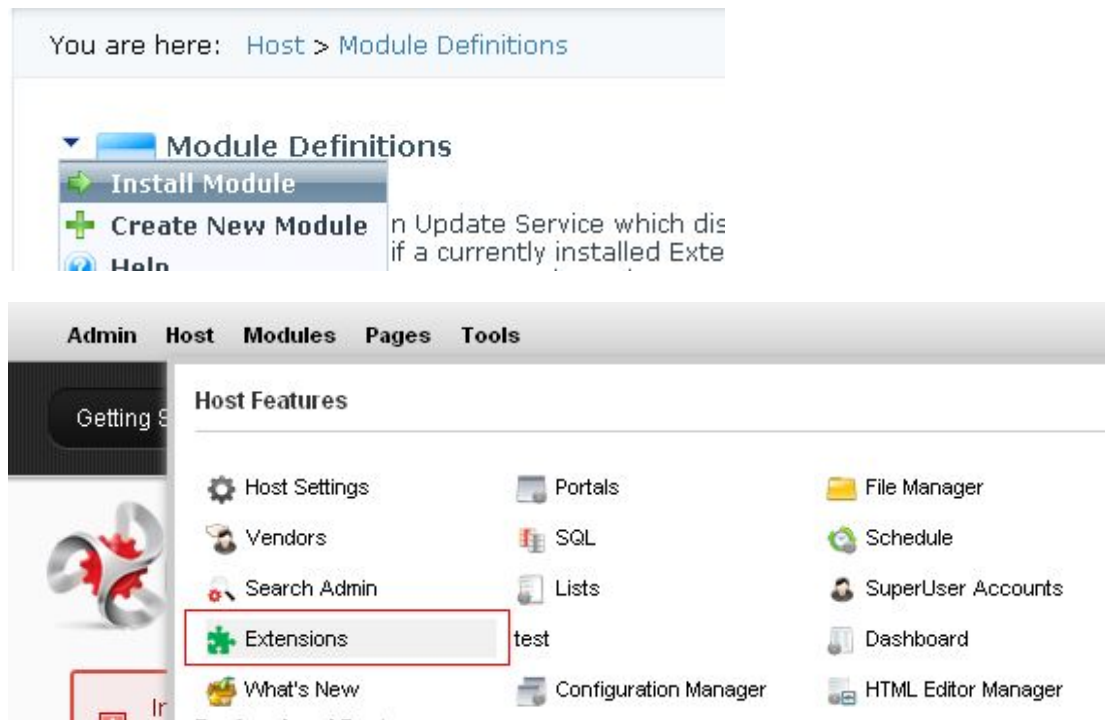 You are here: Host > Module Definitions
Module Definitions
Install Module
Create New Module
n Update Service which dis
if a currently installed Exte
Help
Admin Host Modules Pages Tools
Getting S
Host Features
Host Settings Portals File Manager
Vendors SQL Schedule
Search Admin Lists SuperUser Accounts
Extensions test Dashboard
What's New Configuration Manager HTML Editor Manager
Ir